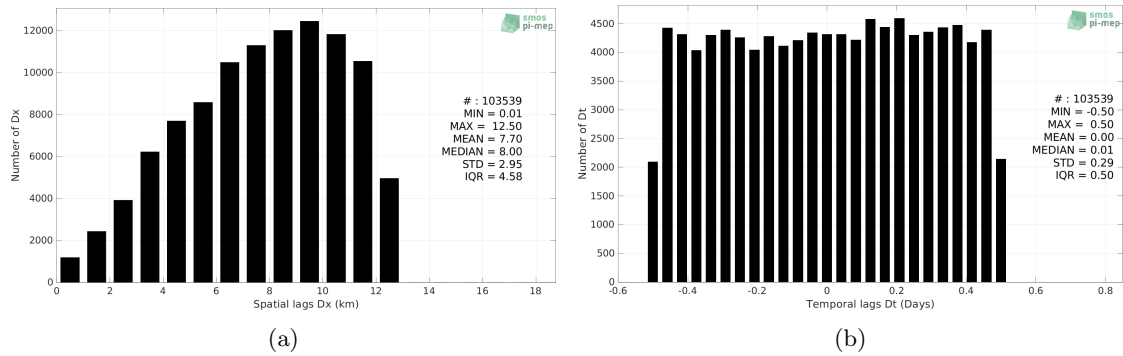 smos
pi-mep
12000
10000
8000
6000
4000
2000
0
Number of Dx
# : 103539
MIN = 0.01
MAX = 12.50
MEAN = 7.70
MEDIAN = 8.00
STD = 2.95
IQR = 4.58
0 2 4 6 8 10 12 14 16 18
Spatial lags Dx (km)
(a)
smos
pi-mep
4500
4000
3500
3000
2500
2000
1500
1000
500
0
Number of Dt
# : 103539
MIN = -0.50
MAX = 0.50
MEAN = 0.00
MEDIAN = 0.01
STD = 0.29
IQR = 0.50
-0.6 -0.4 -0.2 0 0.2 0.4 0.6 0.8
Temporal lags Dt (Days)
(b)